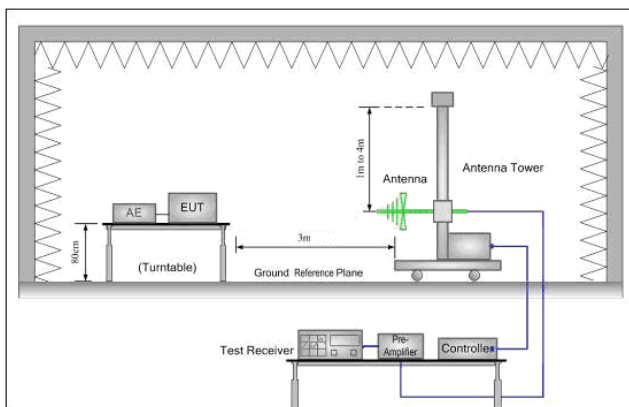 1m to 4m
Antenna Tower
Antenna
AE
EUT
80cm
(Turntable)
3m
Ground Reference Plane
Test Receiver
Pre-
Amplifier
Controller